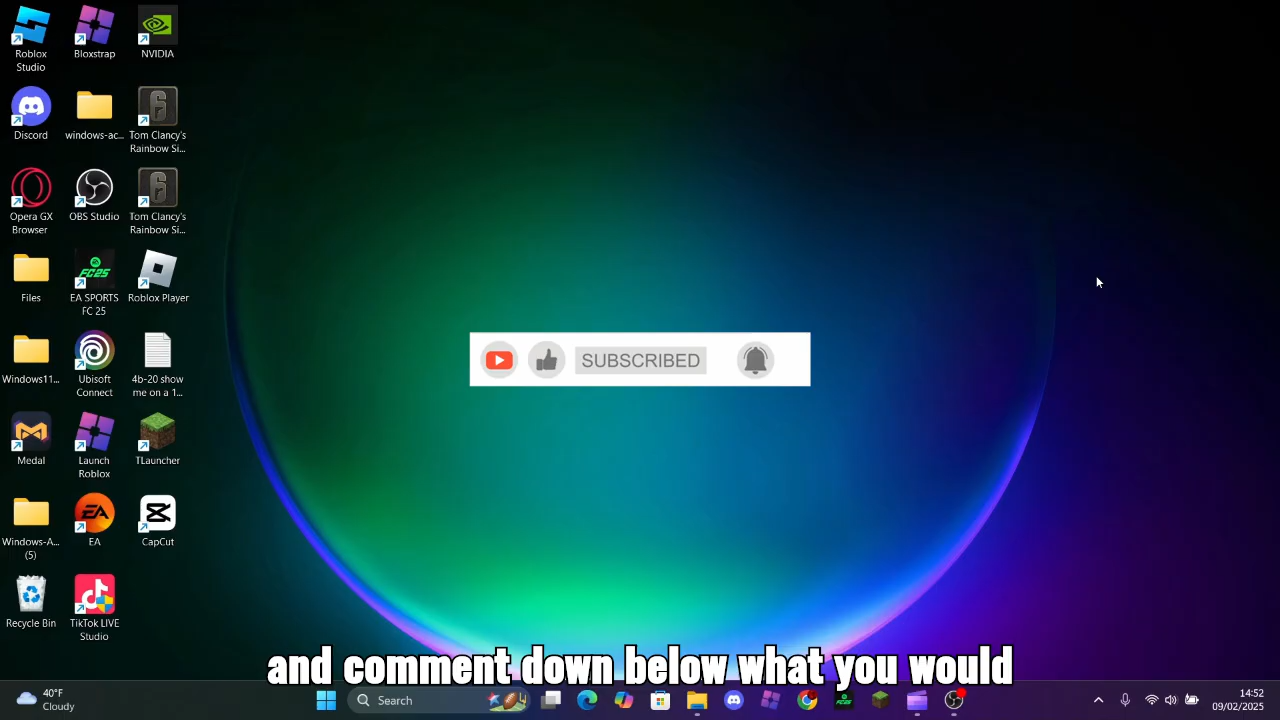 Roblox
Studio
Bloxstrap
NVIDIA
Discord
windows-ac...
Tom Clancy's
Rainbow Si...
Opera GX
Browser
OBS Studio
Tom Clancy's
Rainbow Si...
Files
EA SPORTS
FC 25
Roblox Player
Windows11...
Ubisoft
Connect
4b-20 show
me on a 1...
Medal
Launch
Roblox
TLauncher
Windows-A...
(5)
EA
CapCut
Recycle Bin
TikTok LIVE
Studio
SUBSCRIBED
and comment down below what you would
40°F
Cloudy
Search
14:52
09/02/2025